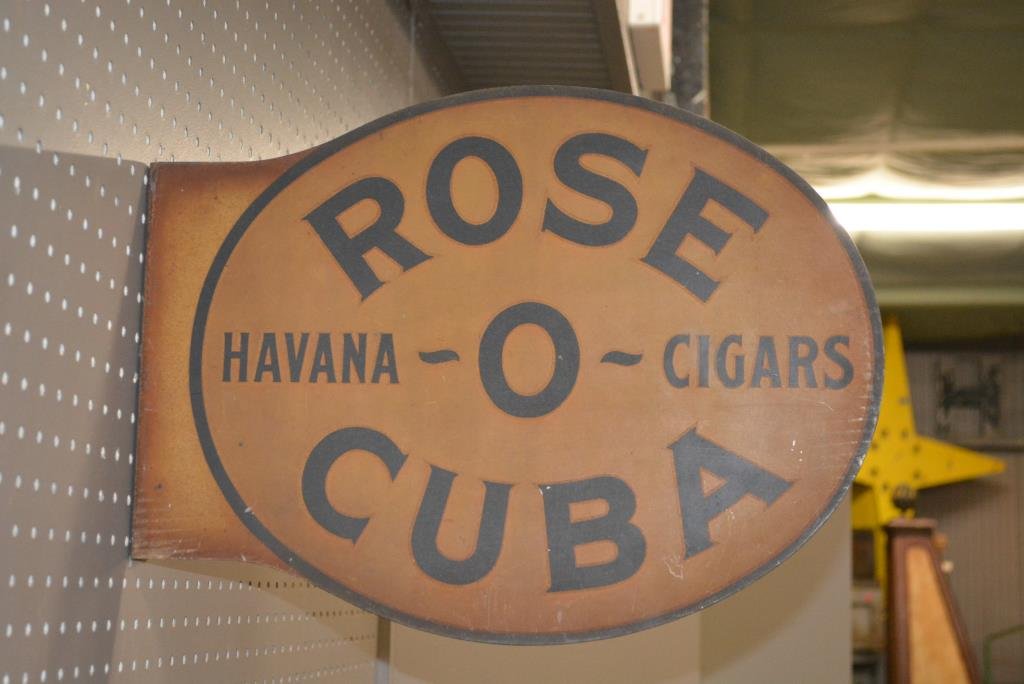 ROSE
HAVANA ~ O ~ CIGARS
CUBA